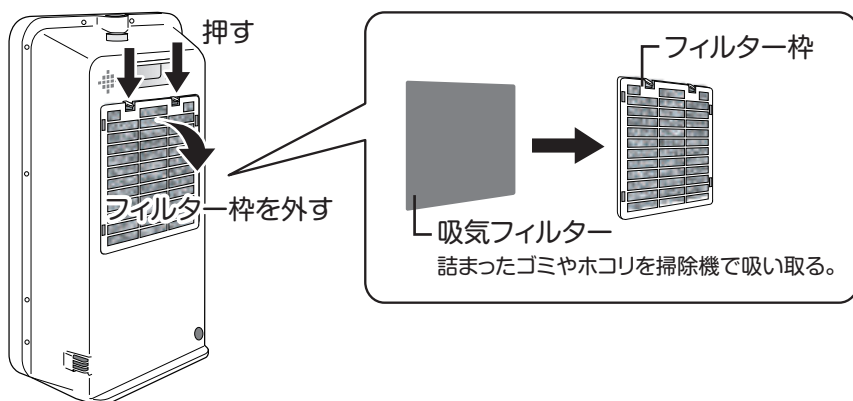 押す
フィルター枠を外す
フィルター枠
吸気フィルター
詰まったゴミやホコリを掃除機で吸い取る。